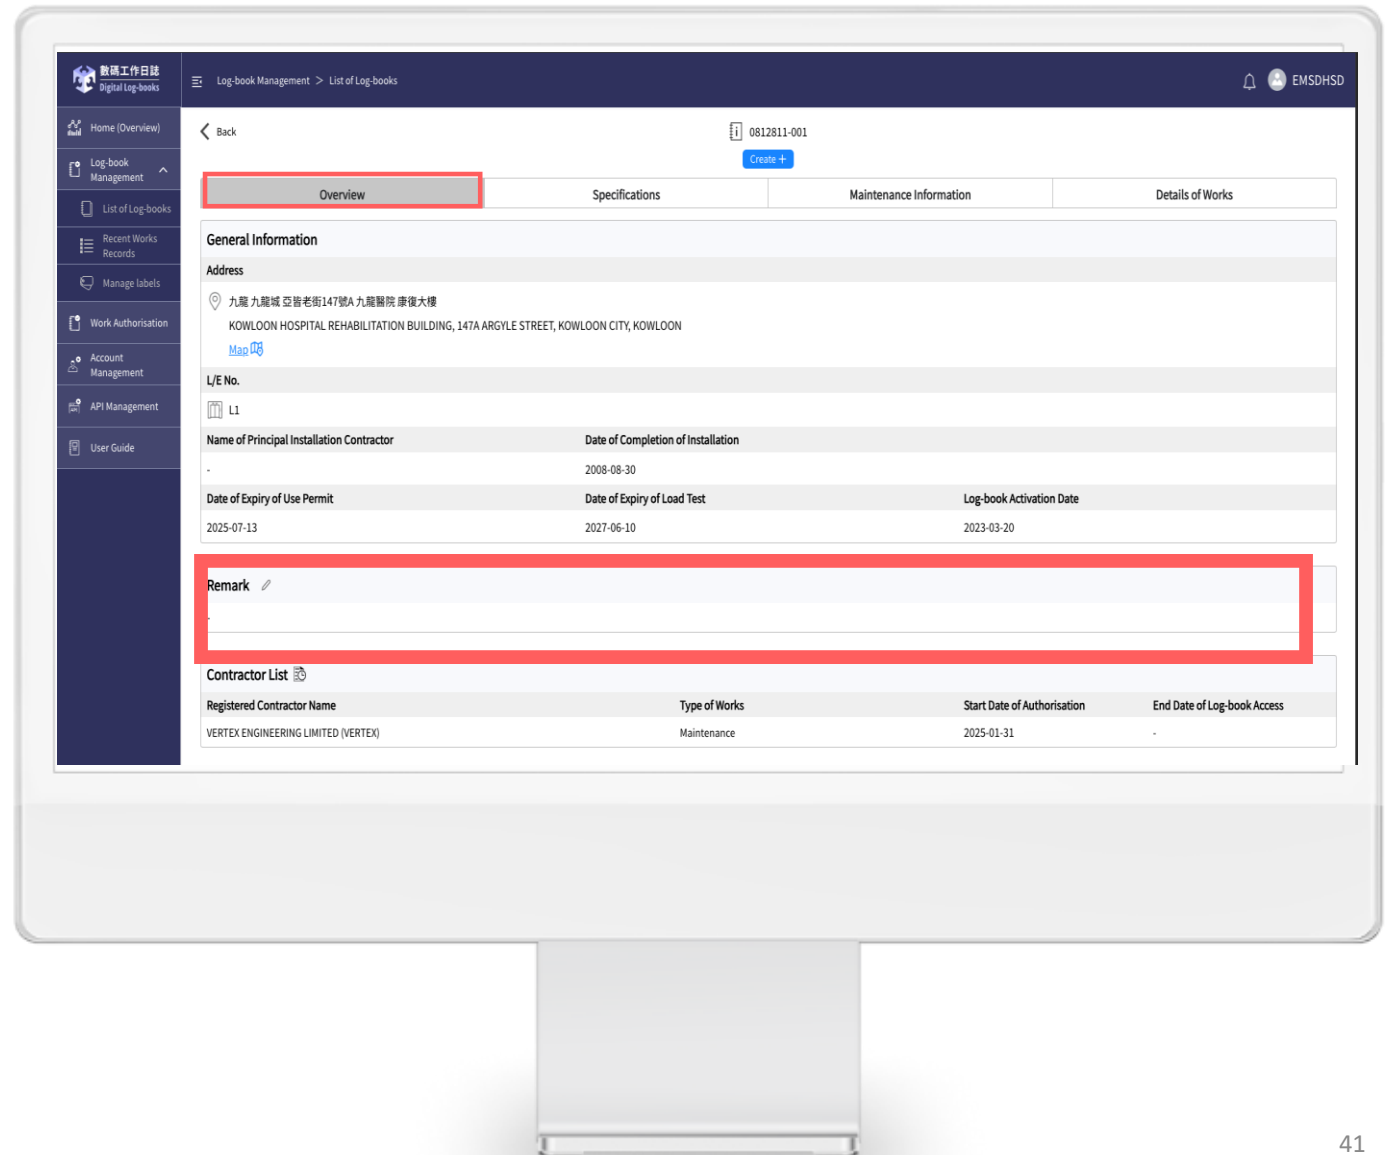 數碼工作日誌
Digital Log-books
Log-book Management > List of Log-books
EMSDHSD
Home (Overview)
Log-book
Management
List of Log-books
Recent Works
Records
Manage labels
Work Authorisation
Account
Management
API Management
User Guide
Back
0812811-001
Create +
Overview
Specifications
Maintenance Information
Details of Works
General Information
Address
九龍 九龍城 亞皆老街147號A 九龍醫院 康復大樓
KOWLOON HOSPITAL REHABILITATION BUILDING, 147A ARGYLE STREET, KOWLOON CITY, KOWLOON
Map
L/E No.
L1
Name of Principal Installation Contractor Date of Completion of Installation
- 2008-08-30
Date of Expiry of Use Permit Date of Expiry of Load Test Log-book Activation Date
2025-07-13 2027-06-10 2023-03-20
Remark
-
Contractor List
Registered Contractor Name Type of Works Start Date of Authorisation End Date of Log-book Access
VERTEX ENGINEERING LIMITED (VERTEX) Maintenance 2025-01-31 -
41